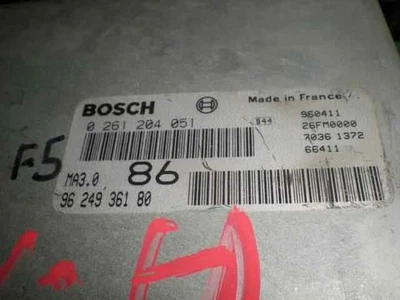 BOSCH
Made in France
0 261 204 051
944
960411
26FM0000
7036 1372
66411
F5
MA3.0
86
96 249 361 80